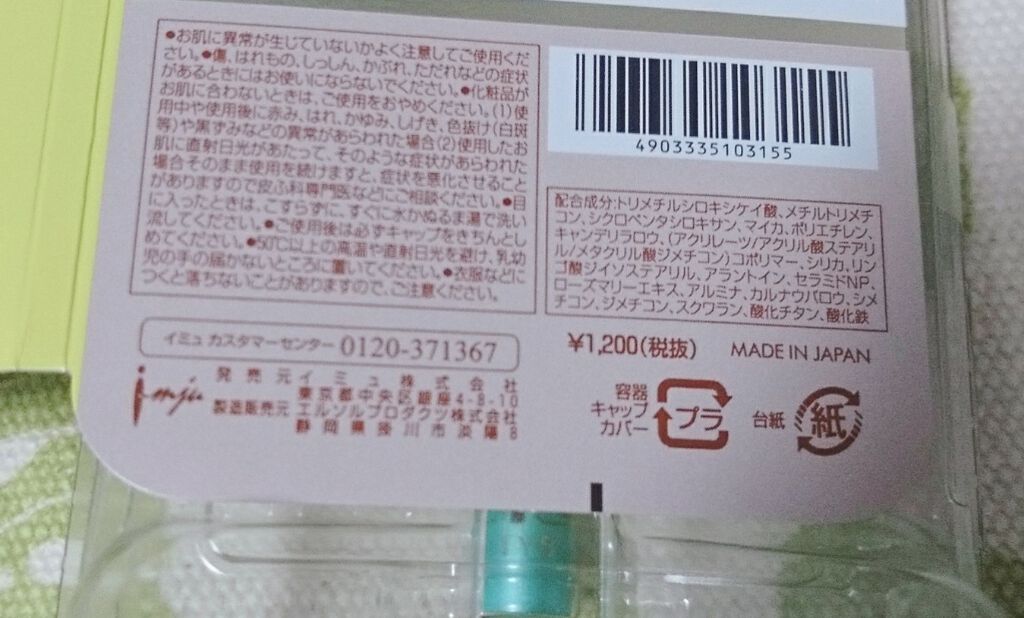 ●お肌に異常が生じていないかよく注意してご使用くだ
さい。●傷、はれもの、しっしん、かぶれ、ただれなどの症状
があるときにはお使いにならないでください。●化粧品が
お肌に合わないときは、ご使用をおやめください。(1)使
用中や使用後に赤み、はれ、かゆみ、しげき、色抜け(白斑
等)や黒ずみなどの異常があらわれた場合(2)使用したお
肌に直射日光があたって、そのような症状があらわれた
場合そのまま使用を続けますと、症状を悪化させること
がありますので皮ふ科専門医などにご相談ください。●目
に入ったときは、こすらずに、すぐに水かぬるま湯で洗い
流してください。●ご使用後は必ずキャップをきちんとし
めてください。●50℃以上の高温や直射日光を避け、乳幼
児の手の届かないところに置いてください。●衣服などに
つくと落ちないことがありますので、ご注意ください。
イミュ カスタマーセンター 0120-371367
imju
発売元 イミュ株式会社
東京都中央区銀座4-8-10
製造販売元 エルソルプロダクツ株式会社
静岡県掛川市淡陽8
4903335103155
配合成分:トリメチルシロキシケイ酸、メチルトリメチ
コン、シクロペンタシロキサン、マイカ、ポリエチレン、
キャンデリラロウ、(アクリレーツ/アクリル酸ステアリ
ル/メタクリル酸ジメチコン)コポリマー、シリカ、リン
ゴ酸ジイソステアリル、アラントイン、セラミドNP、
ローズマリーエキス、アルミナ、カルナウバロウ、シメ
チコン、ジメチコン、スクワラン、酸化チタン、酸化鉄
¥1,200(税抜) MADE IN JAPAN
容器
キャップ
カバー
プラ
台紙
紙